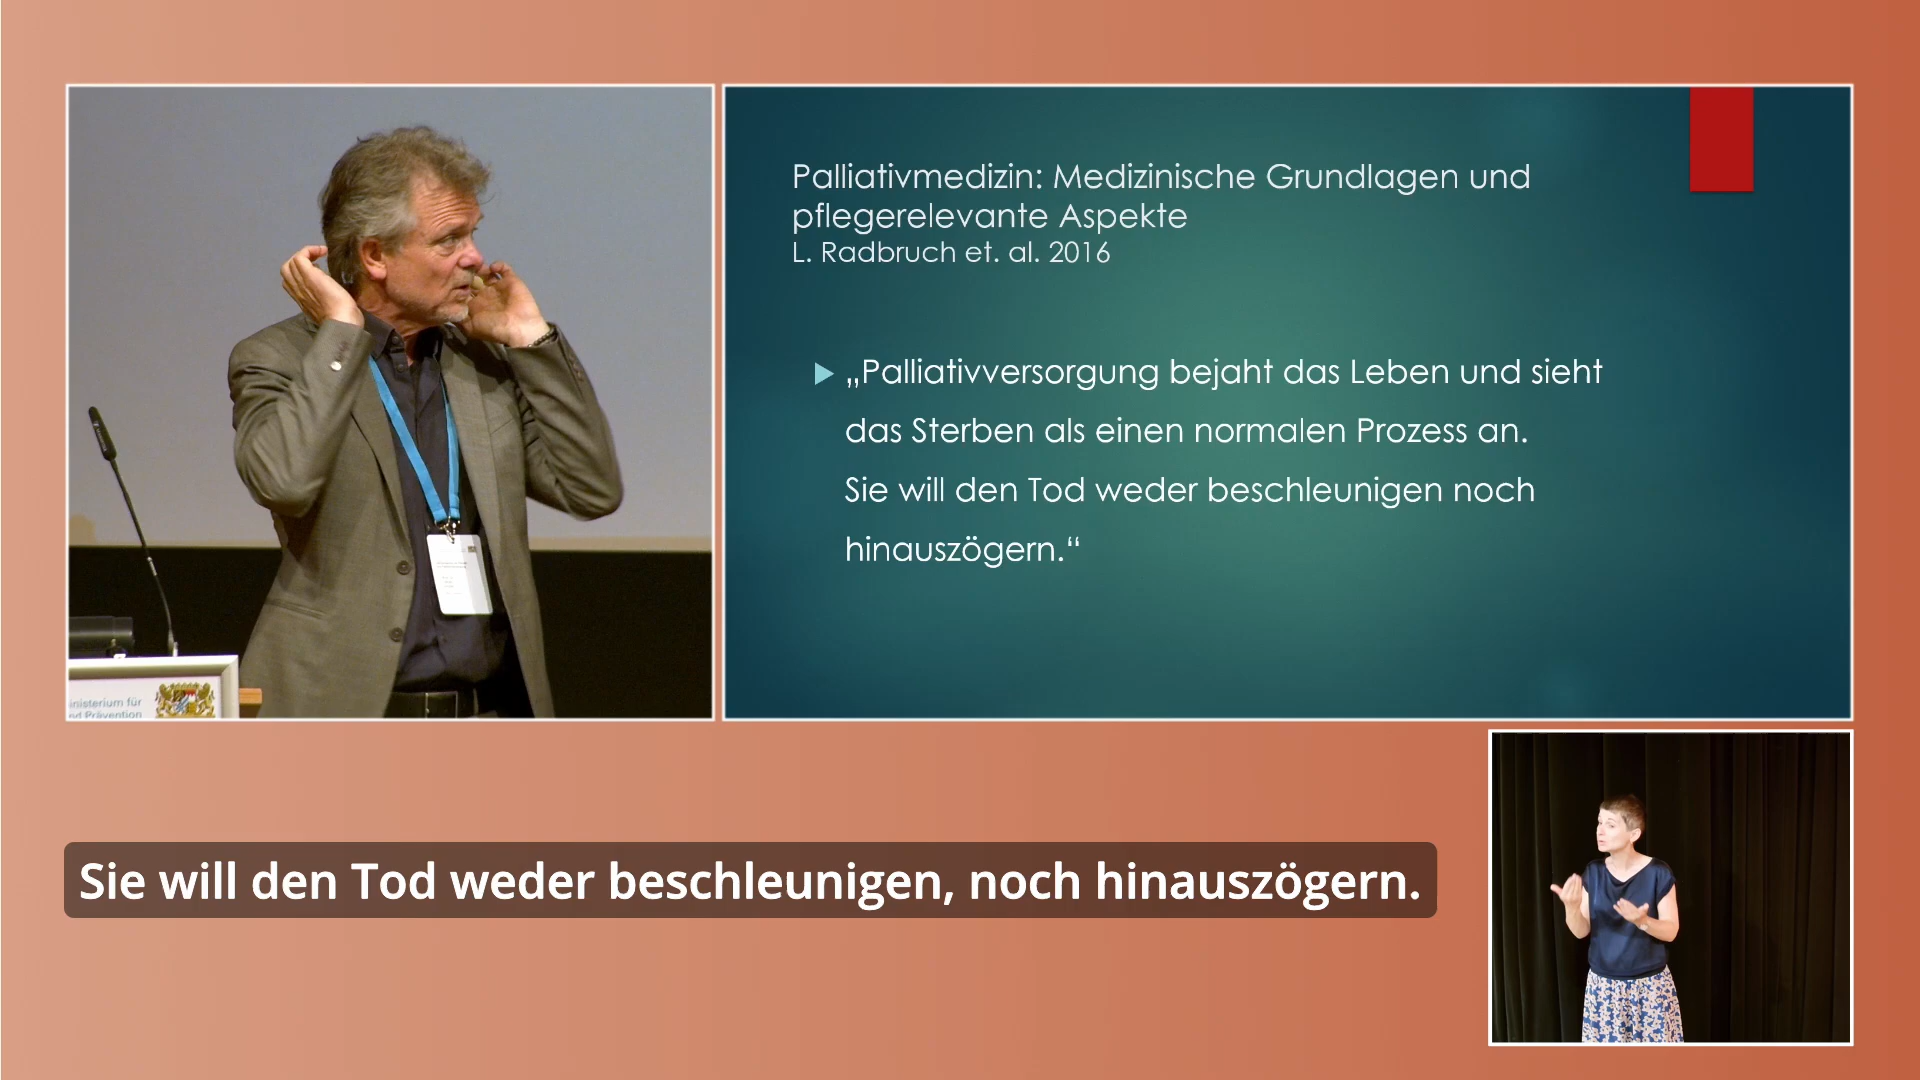 Palliativmedizin: Medizinische Grundlagen und
pflegerelevante Aspekte
L. Radbruch et. al. 2016
„Palliativversorgung bejaht das Leben und sieht
das Sterben als einen normalen Prozess an.
Sie will den Tod weder beschleunigen noch
hinauszögern.“
inisterium für
nd Prävention
Sie will den Tod weder beschleunigen, noch hinauszögern.